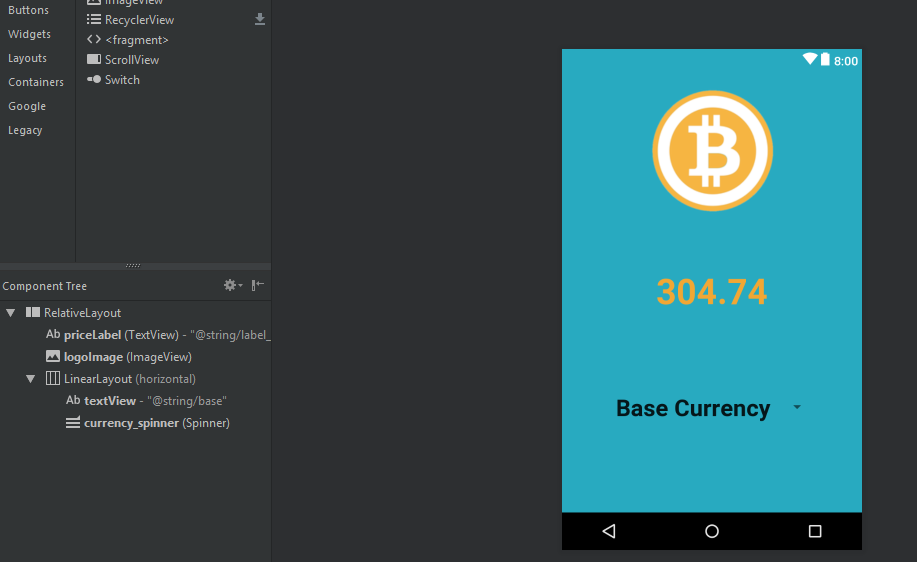 Buttons
Widgets
Layouts
Containers
Google
Legacy
ImageView
RecyclerView
<fragment>
ScrollView
Switch
Component Tree
RelativeLayout
Ab priceLabel (TextView) - "@string/label_
logoImage (ImageView)
LinearLayout (horizontal)
Ab textView - "@string/base"
currency_spinner (Spinner)
8:00
304.74
Base Currency